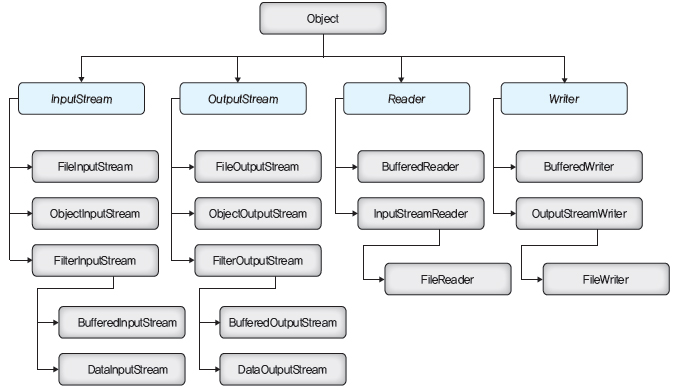 Object
InputStream
OutputStream
Reader
Writer
FileInputStream
FileOutputStream
BufferedReader
BufferedWriter
ObjectInputStream
ObjectOutputStream
InputStreamReader
OutputStreamWriter
FilterInputStream
FilterOutputStream
FileReader
FileWriter
BufferedInputStream
BufferedOutputStream
DataInputStream
DataOutputStream